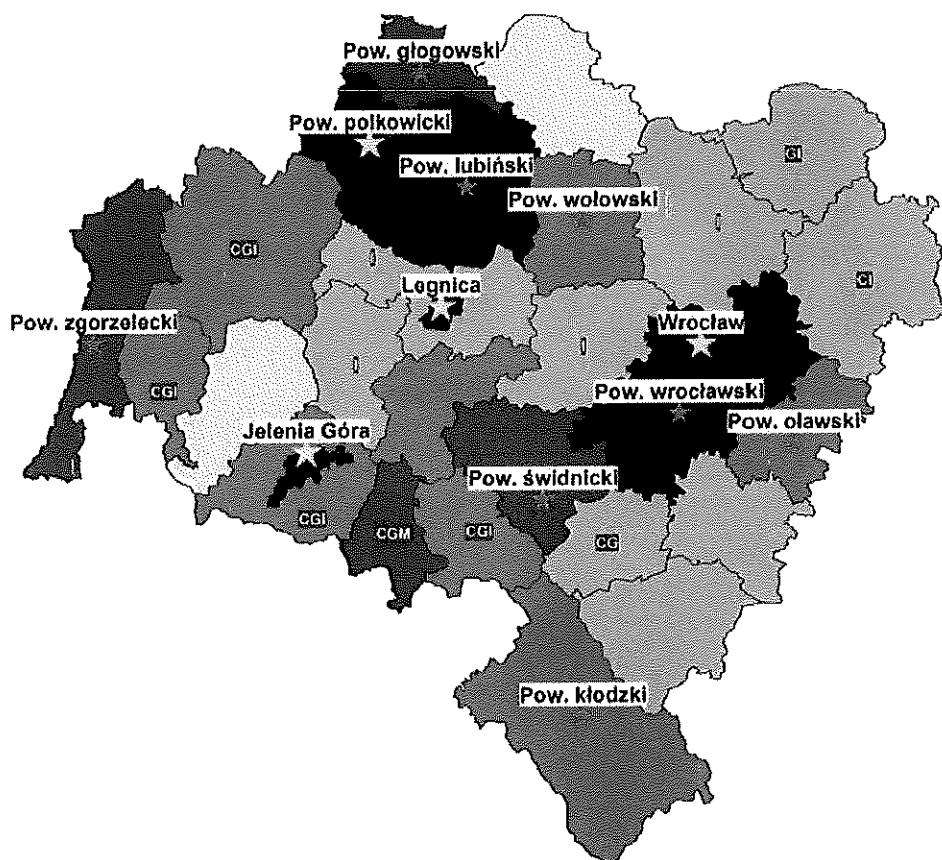 Pow. głogowski
Pow. polkowicki
Pow. lubiński
GI
Pow. wołowski
I
CGI
I
CI
Legnica
Pow. zgorzelecki
Wrocław
I
I
CGI
Pow. wrocławski
Pow. oławski
Jelenia Góra
Pow. świdnicki
CGI
CGM
CGI
CG
Pow. kłodzki